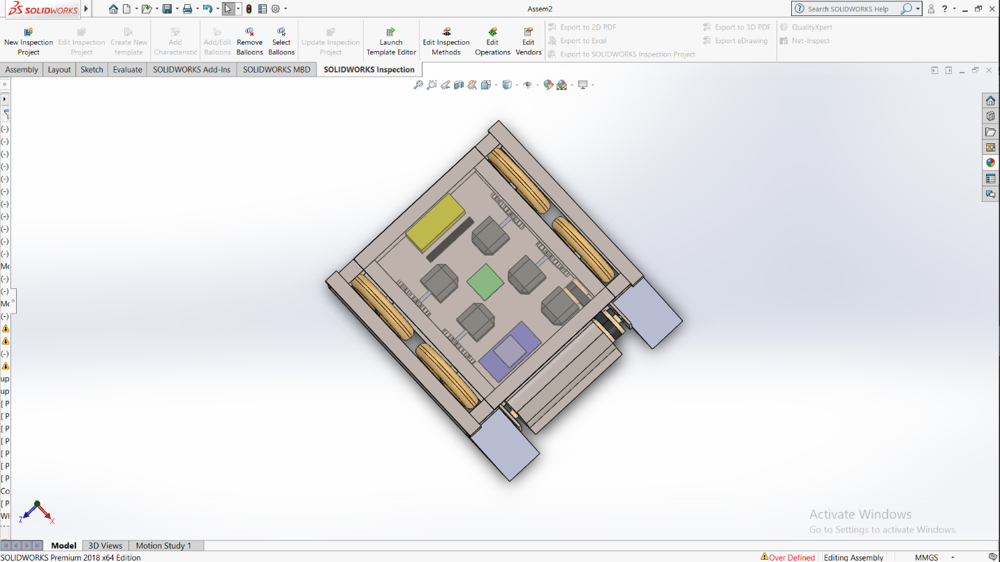 SOLIDWORKS
Assem2
Search SOLIDWORKS Help
?
New Inspection
Project
Edit Inspection
Project
Create New
template
Add
Characteristic
Add/Edit
Balloons
Remove
Balloons
Select
Balloons
Update Inspection
Project
Launch
Template Editor
Edit Inspection
Methods
Edit
Operations
Edit
Vendors
Export to 2D PDF
Export to Excel
Export to SOLIDWORKS Inspection Project
Export to 3D PDF
Export eDrawing
QualityXpert
Net-Inspect
Assembly
Layout
Sketch
Evaluate
SOLIDWORKS Add-Ins
SOLIDWORKS MBD
SOLIDWORKS Inspection
(-)
(-)
(-)
(-)
(-)
(-)
(-)
(-)
(-)
(-)
(-)
Mc
(-)
(-)
Mc
(-)
(-)
up
up
[ P
[ P
[ P
[ P
[ P
[ P
[ P
Co
[ P
Z
X
Activate Windows
Go to Settings to activate Windows.
Model
3D Views
Motion Study 1
SOLIDWORKS Premium 2018 x64 Edition
Over Defined
Editing Assembly
MMGS